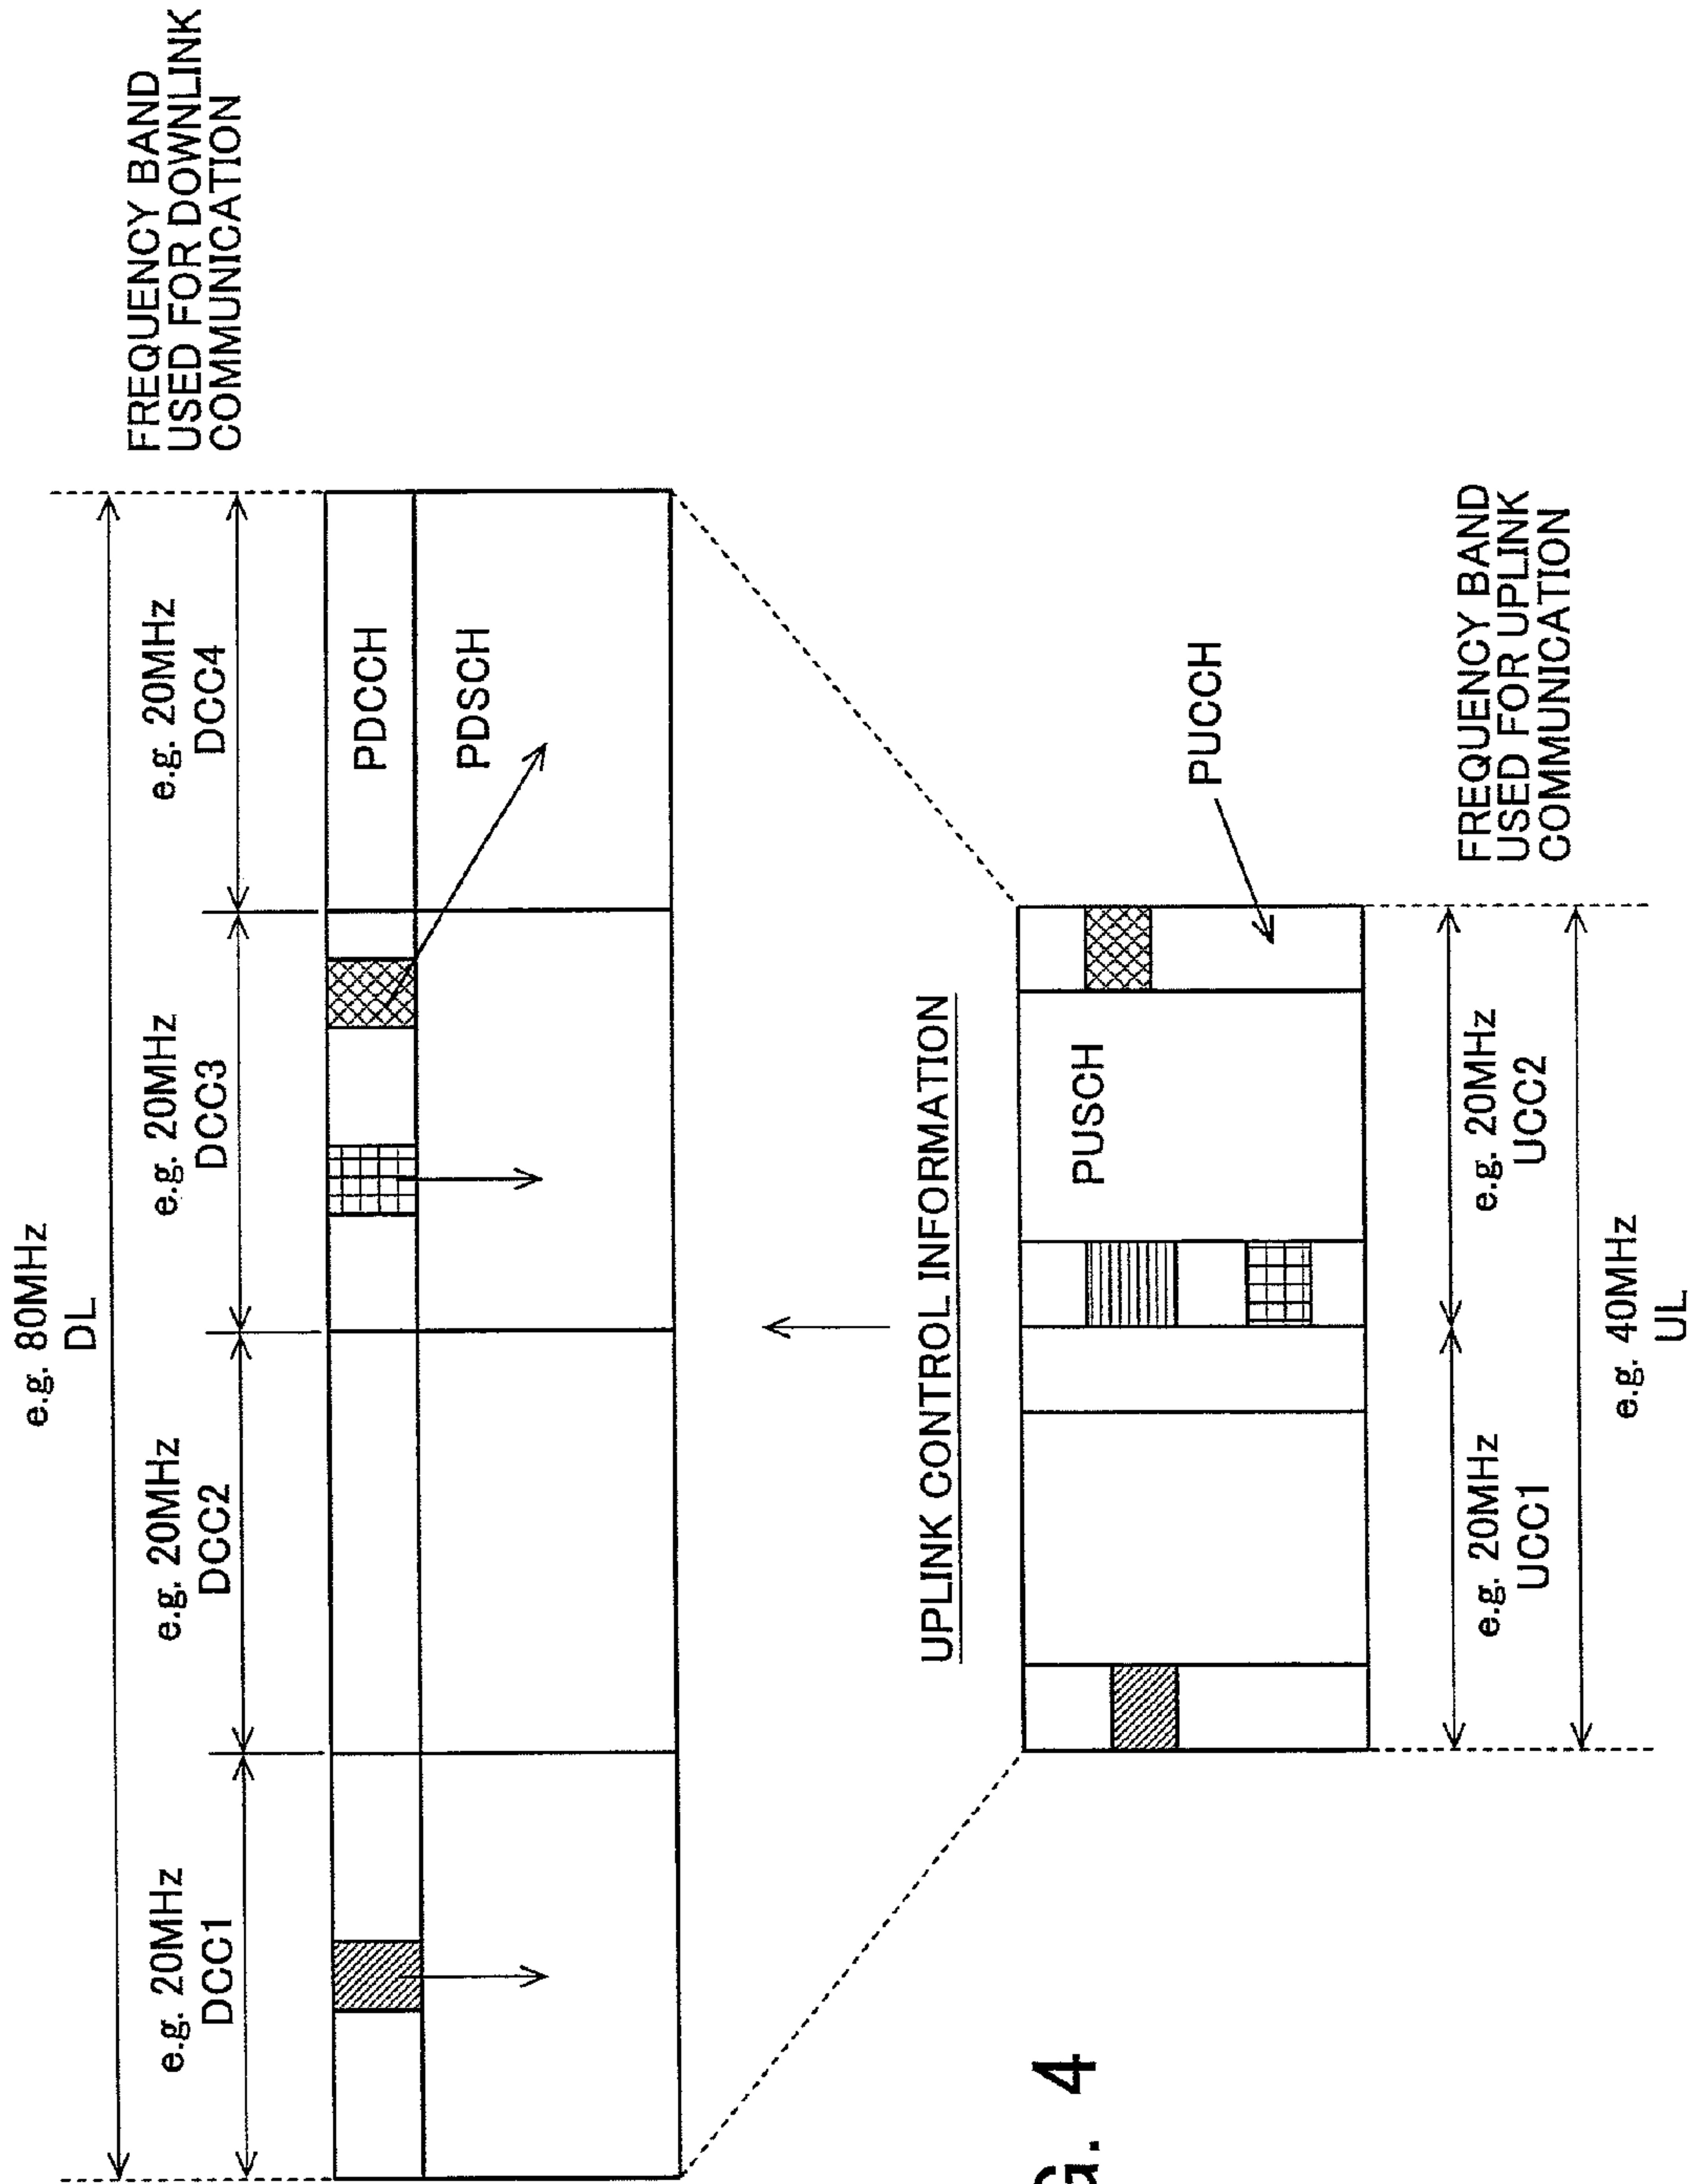 e.g. 80MHz
DL
FREQUENCY BAND
USED FOR DOWNLINK
COMMUNICATION
e.g. 20MHz
DCC1
e.g. 20MHz
DCC2
e.g. 20MHz
DCC3
e.g. 20MHz
DCC4
PDCCH
PDSCH
UPLINK CONTROL INFORMATION
PUSCH
PUCCH
e.g. 20MHz
UCC1
e.g. 20MHz
UCC2
FREQUENCY BAND
USED FOR UPLINK
COMMUNICATION
e.g. 40MHz
UL
G. 4